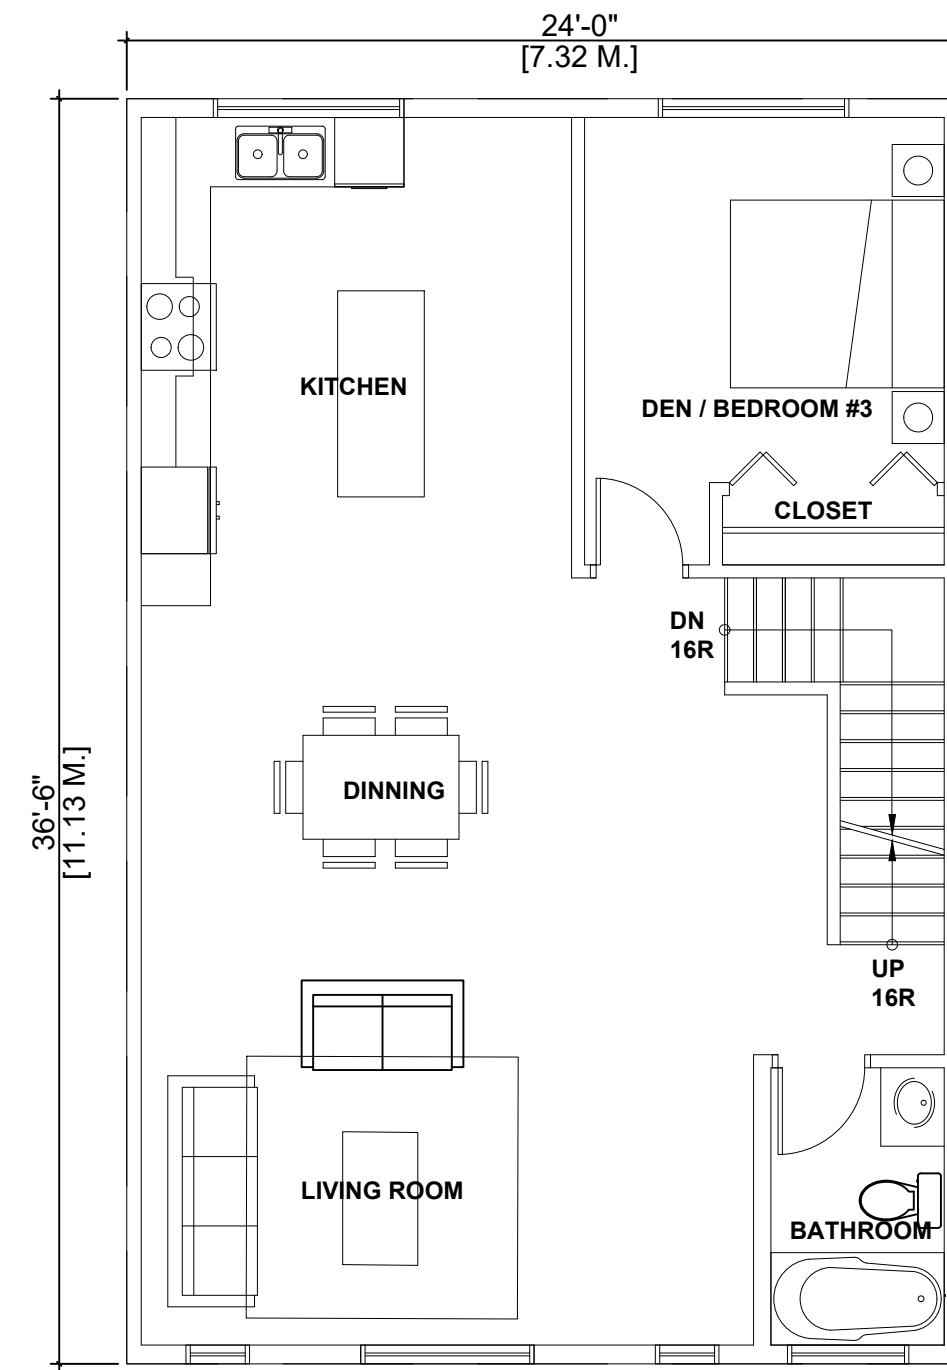 24'-0"
[7.32 M.]
KITCHEN
DEN / BEDROOM #3
CLOSET
DN
16R
36'-6"
[11.13 M.]
DINNING
UP
16R
LIVING ROOM
BATHROOM